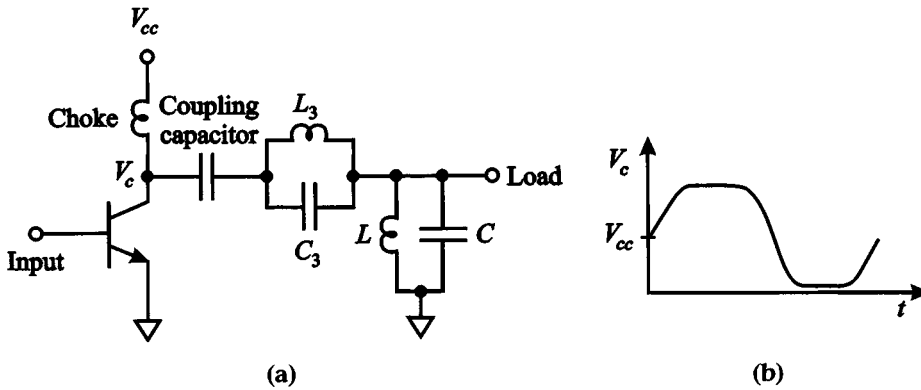 V_cc
Choke
Coupling
capacitor
L_3
V_c
Load
Input
C_3
L
C
(a)
V_c
V_cc
t
(b)